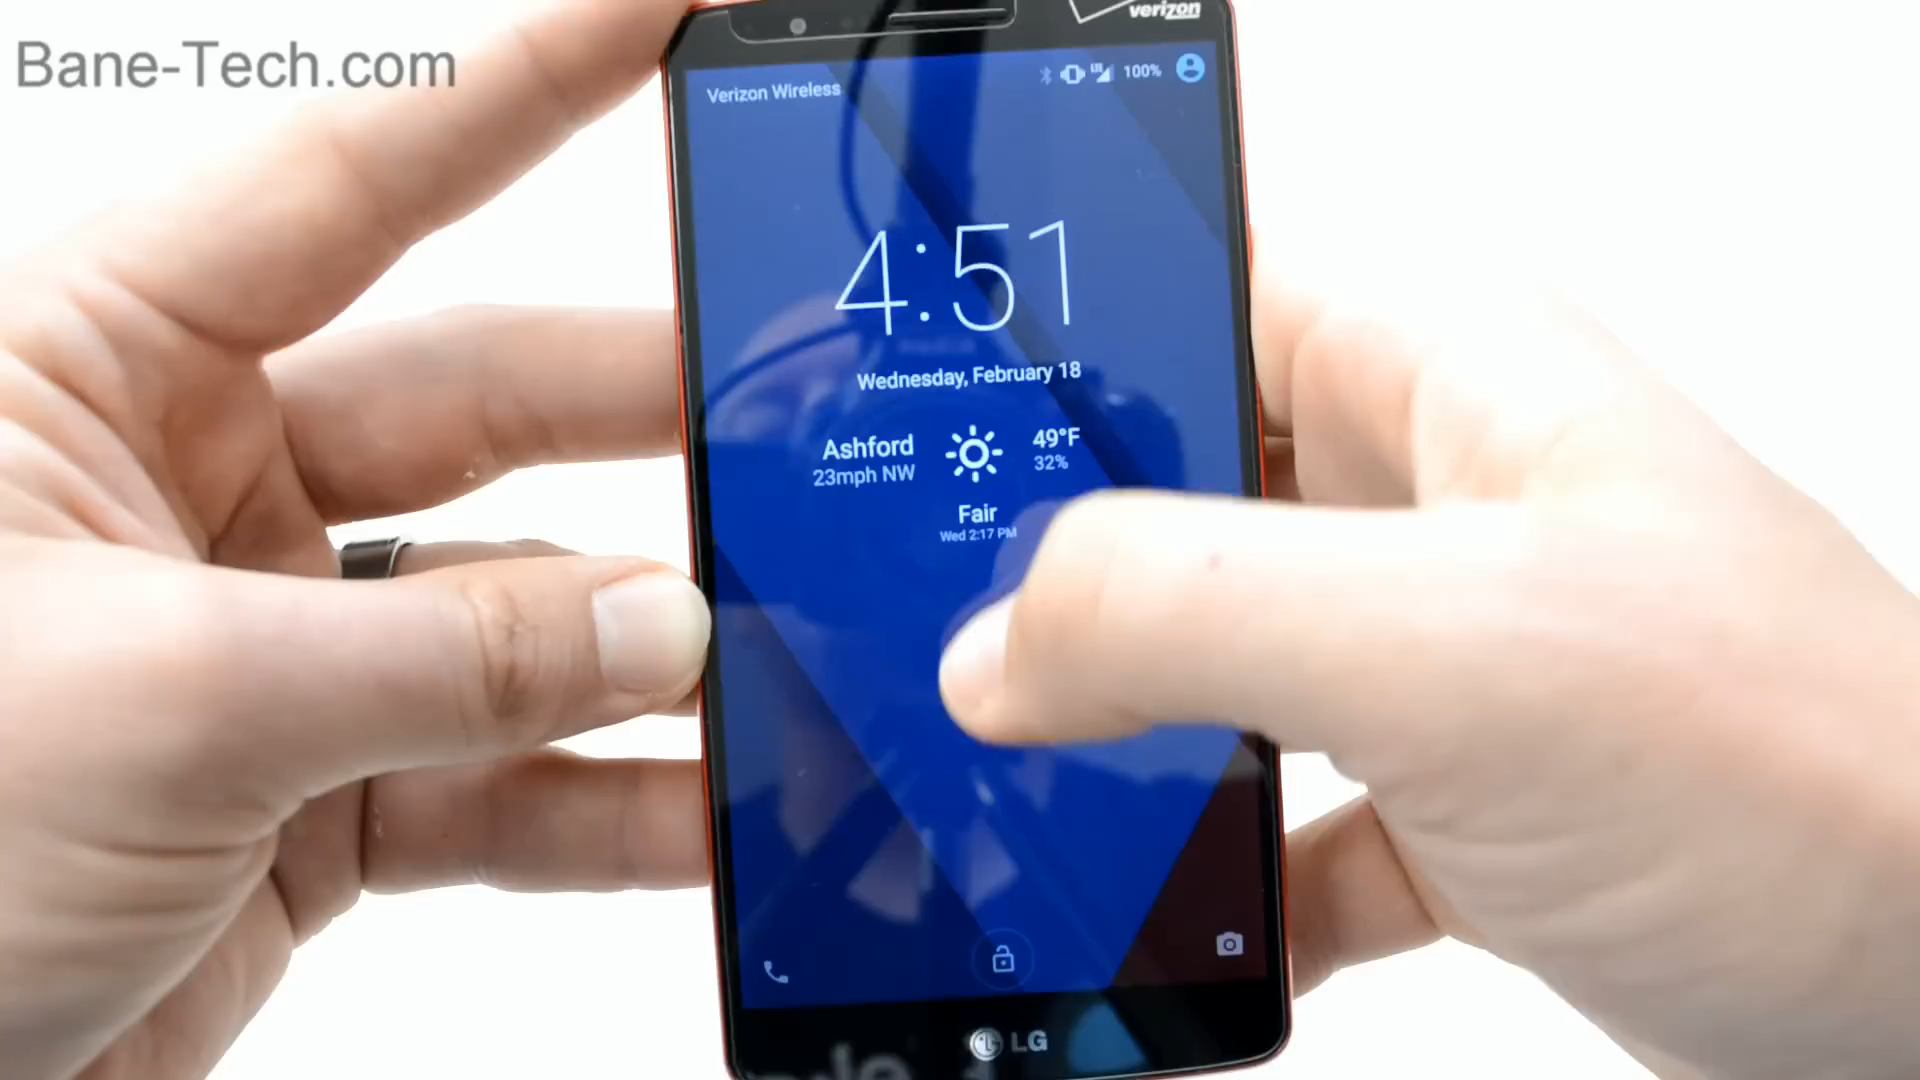 Bane-Tech.com
verizon
Verizon Wireless
LTE
100%
4:51
Wednesday, February 18
Ashford
49°F
23mph NW
32%
Fair
Wed 2:17 PM
LG